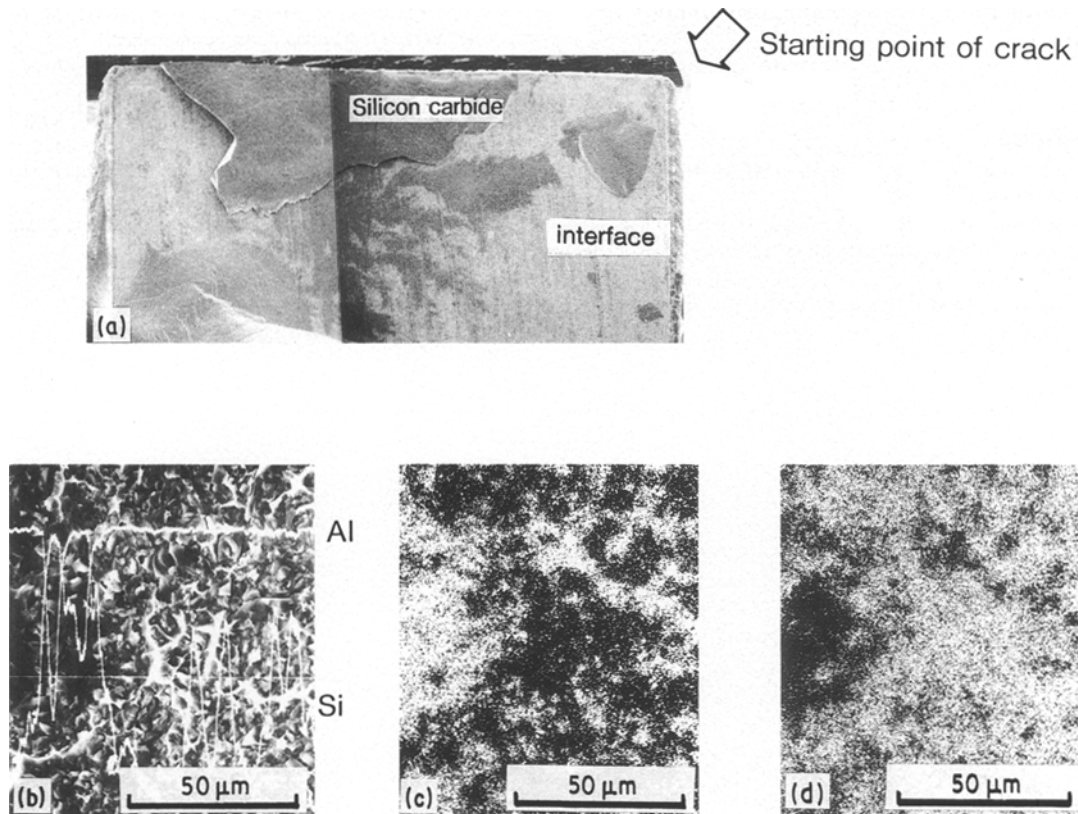 Starting point of crack
Silicon carbide
interface
(a)
Al
Si
(b) 50 μm
(c) 50 μm
(d) 50 μm